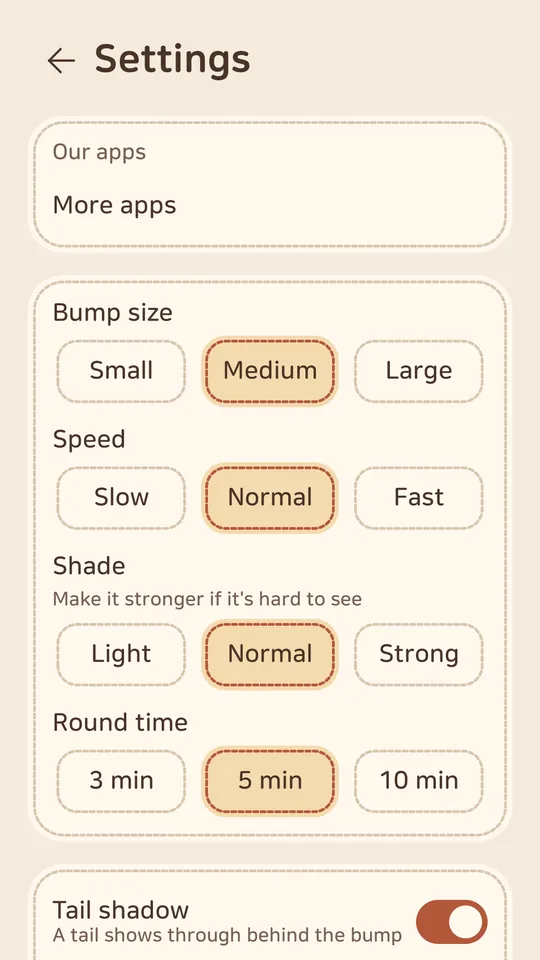 Settings
Our apps
More apps
Bump size
Small Medium Large
Speed
Slow Normal Fast
Shade
Make it stronger if it's hard to see
Light Normal Strong
Round time
3 min 5 min 10 min
Tail shadow
A tail shows through behind the bump